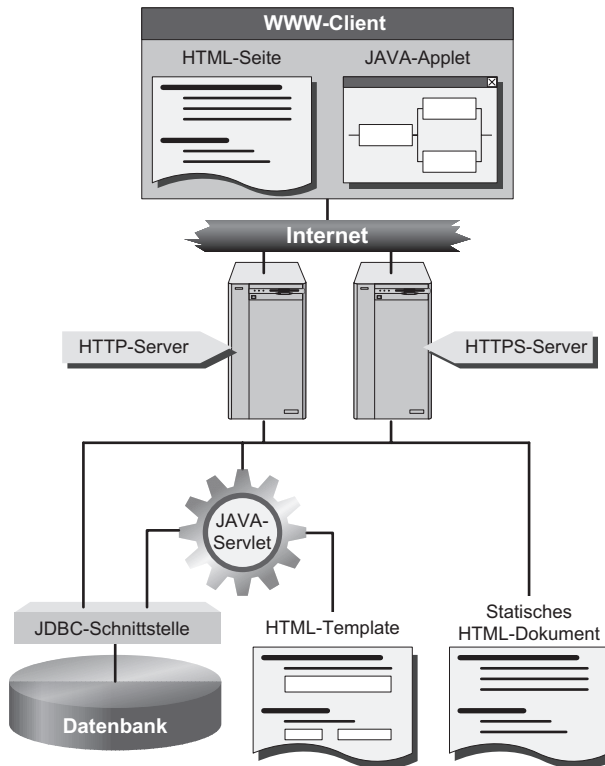 WWW-Client
HTML-Seite
JAVA-Applet
Internet
HTTP-Server
HTTPS-Server
JAVA-
Servlet
JDBC-Schnittstelle
HTML-Template
Statisches
HTML-Dokument
Datenbank